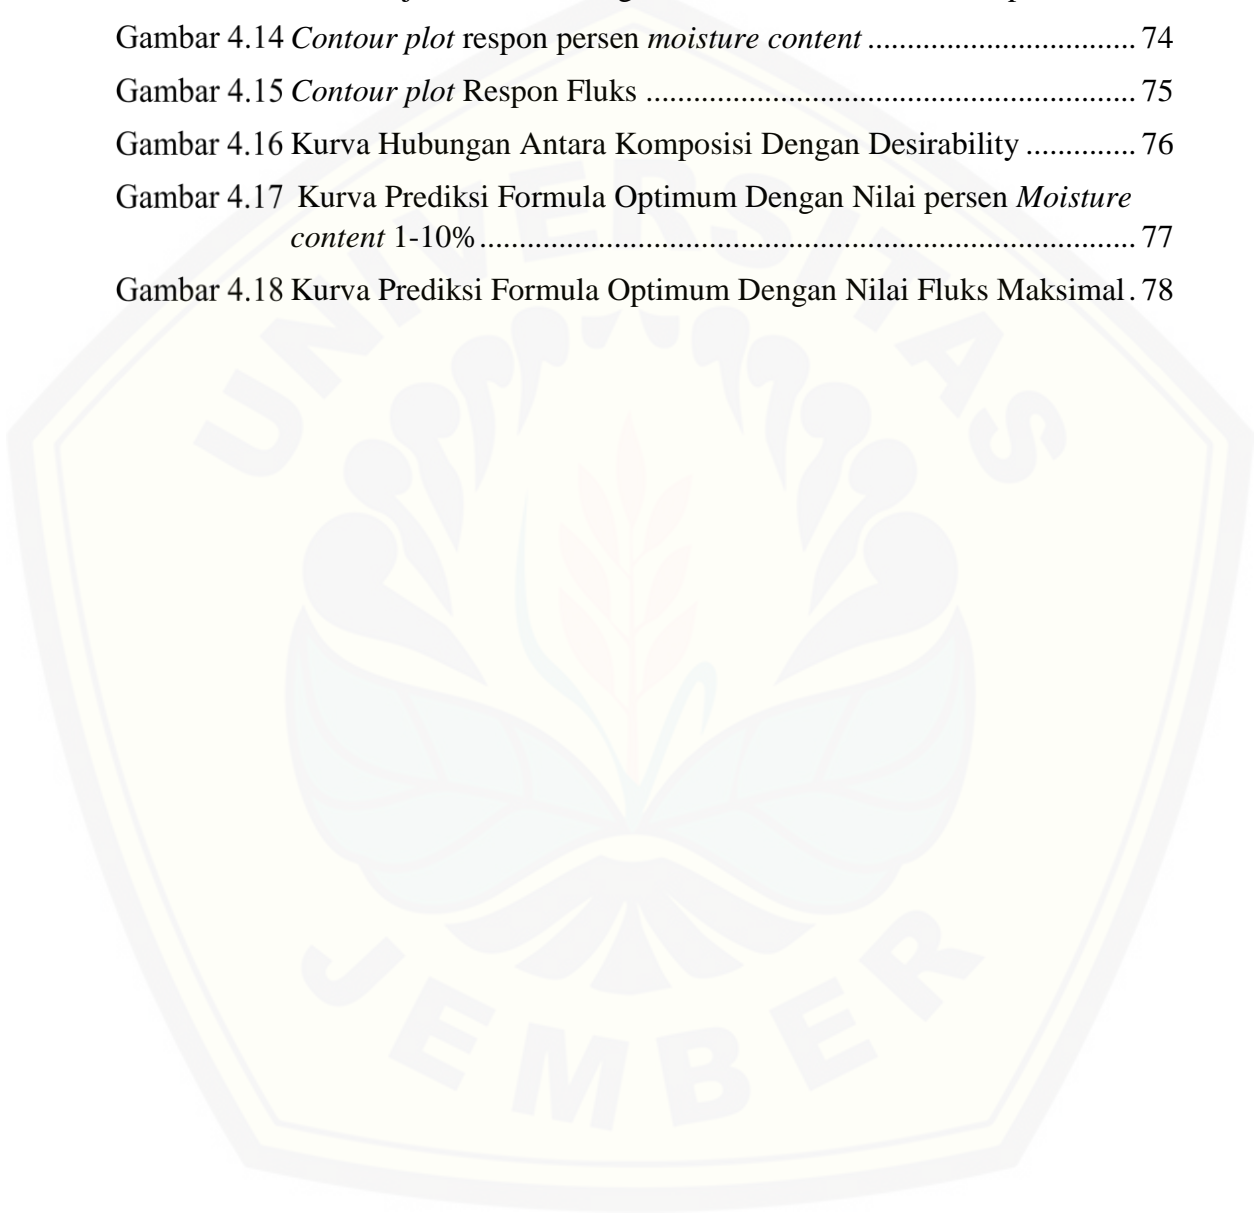 Gambar 4.14 Contour plot respon persen moisture content .................................. 74
Gambar 4.15 Contour plot Respon Fluks .............................................................. 75
Gambar 4.16 Kurva Hubungan Antara Komposisi Dengan Desirability .............. 76
Gambar 4.17 Kurva Prediksi Formula Optimum Dengan Nilai persen Moisture
content 1-10% ................................................................................... 77
Gambar 4.18 Kurva Prediksi Formula Optimum Dengan Nilai Fluks Maksimal . 78
UNIVERSITAS
JEMBER